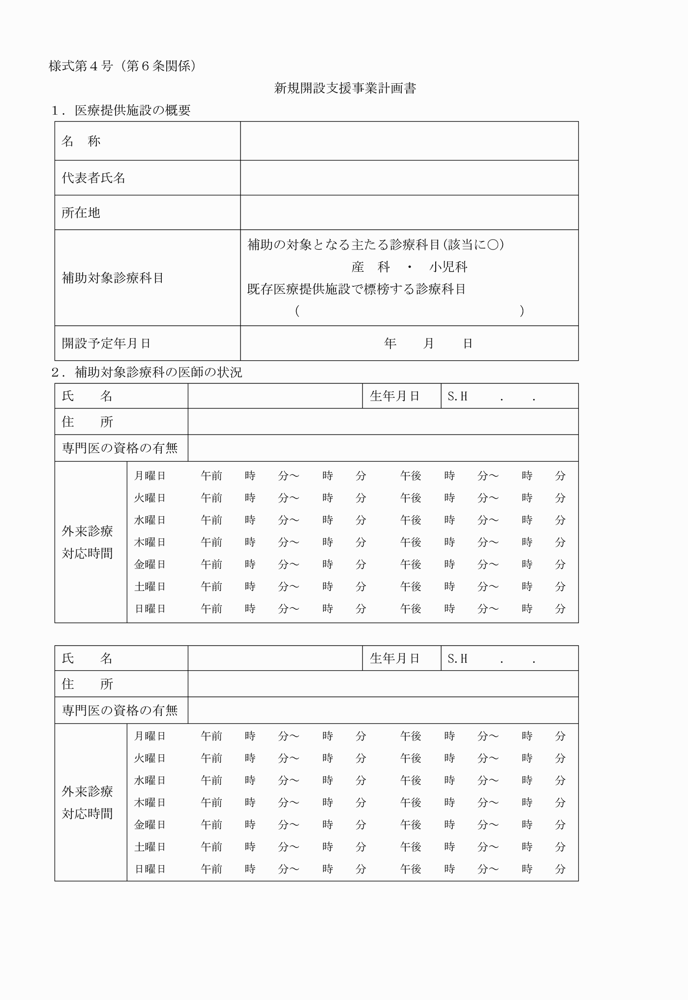 様式第４号（第６条関係）
新規開設支援事業計画書
１．医療提供施設の概要
名　称
代表者氏名
所在地
補助対象診療科目
補助の対象となる主たる診療科目(該当に〇)
産　科　・　小児科
既存医療提供施設で標榜する診療科目
（　　　　　　　　　　　　　　　　　）
開設予定年月日　　年　　月　　日
２．補助対象診療科の医師の状況
氏　　名　　生年月日　S.H　　．　　．
住　　所
専門医の資格の有無
外来診療
対応時間
月曜日　　午前　　時　　分～　　時　　分　　午後　　時　　分～　　時　　分
火曜日　　午前　　時　　分～　　時　　分　　午後　　時　　分～　　時　　分
水曜日　　午前　　時　　分～　　時　　分　　午後　　時　　分～　　時　　分
木曜日　　午前　　時　　分～　　時　　分　　午後　　時　　分～　　時　　分
金曜日　　午前　　時　　分～　　時　　分　　午後　　時　　分～　　時　　分
土曜日　　午前　　時　　分～　　時　　分　　午後　　時　　分～　　時　　分
日曜日　　午前　　時　　分～　　時　　分　　午後　　時　　分～　　時　　分
氏　　名　　生年月日　S.H　　．　　．
住　　所
専門医の資格の有無
外来診療
対応時間
月曜日　　午前　　時　　分～　　時　　分　　午後　　時　　分～　　時　　分
火曜日　　午前　　時　　分～　　時　　分　　午後　　時　　分～　　時　　分
水曜日　　午前　　時　　分～　　時　　分　　午後　　時　　分～　　時　　分
木曜日　　午前　　時　　分～　　時　　分　　午後　　時　　分～　　時　　分
金曜日　　午前　　時　　分～　　時　　分　　午後　　時　　分～　　時　　分
土曜日　　午前　　時　　分～　　時　　分　　午後　　時　　分～　　時　　分
日曜日　　午前　　時　　分～　　時　　分　　午後　　時　　分～　　時　　分